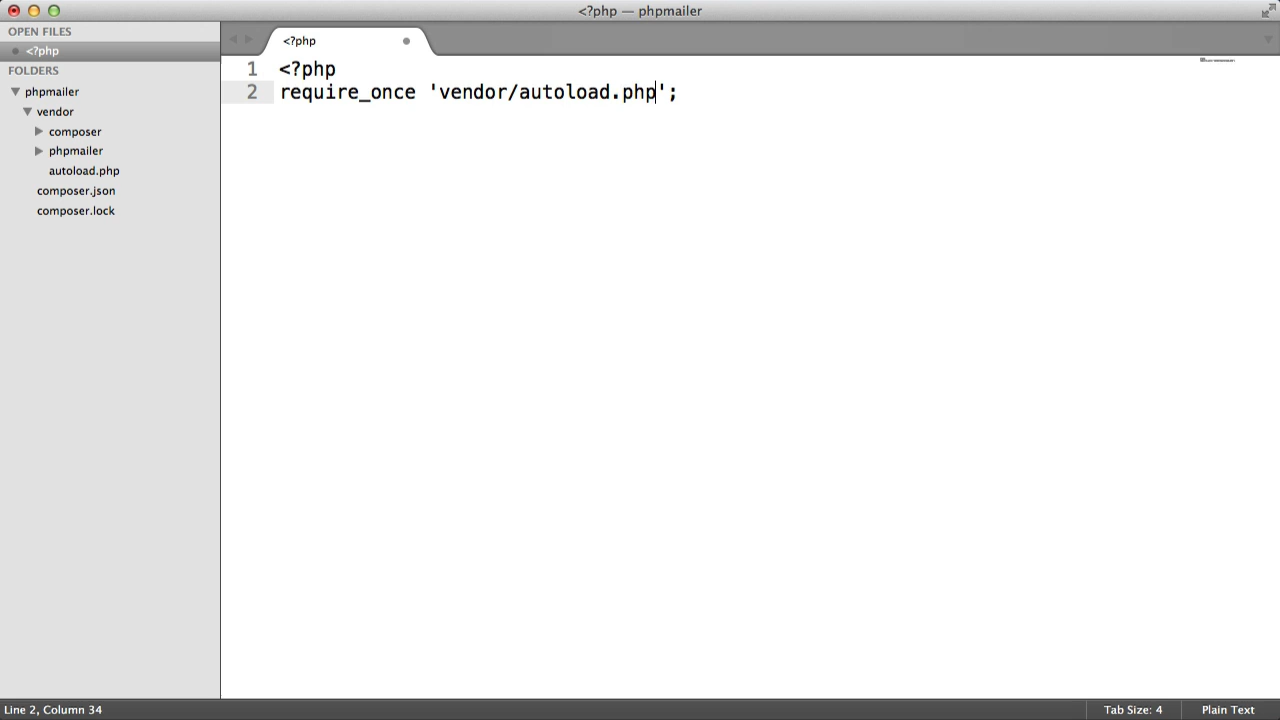 <?php — phpmailer
OPEN FILES
<?php
FOLDERS
phpmailer
vendor
composer
phpmailer
autoload.php
composer.json
composer.lock
<?php
1 <?php
2 require_once 'vendor/autoload.php';
Line 2, Column 34
Tab Size: 4
Plain Text